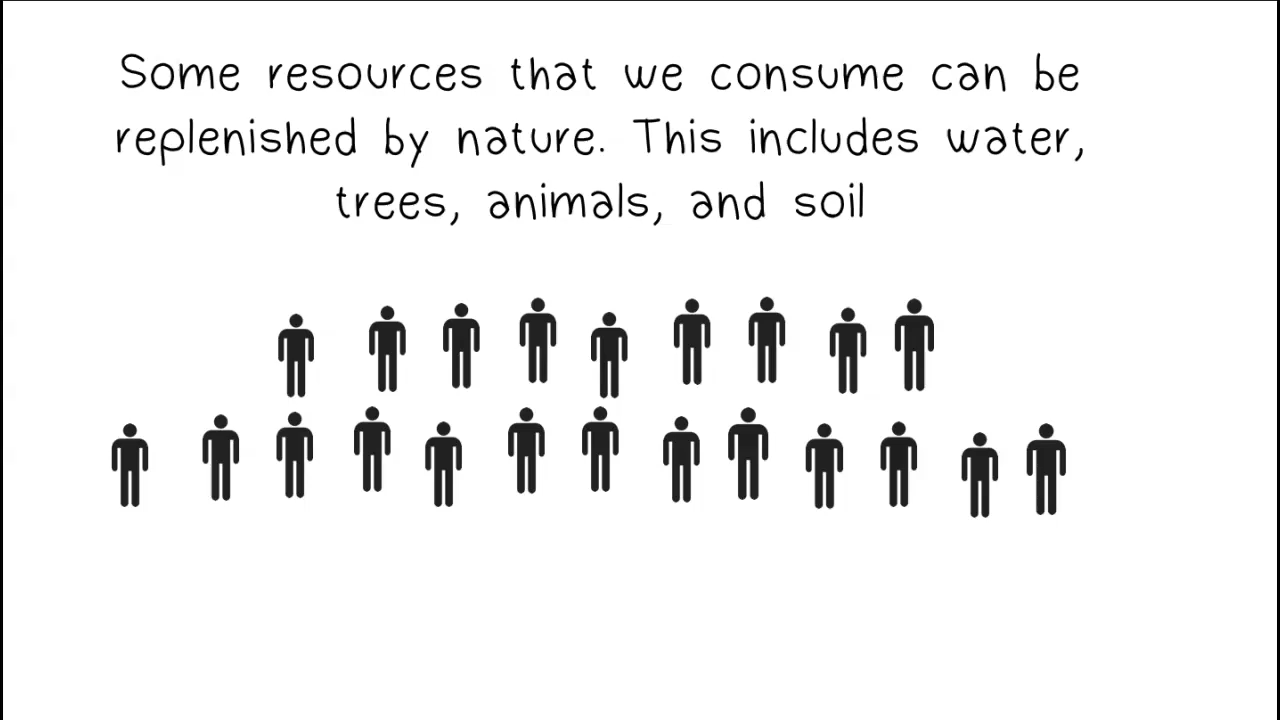 Some resources that we consume can be
replenished by nature. This includes water,
trees, animals, and soil